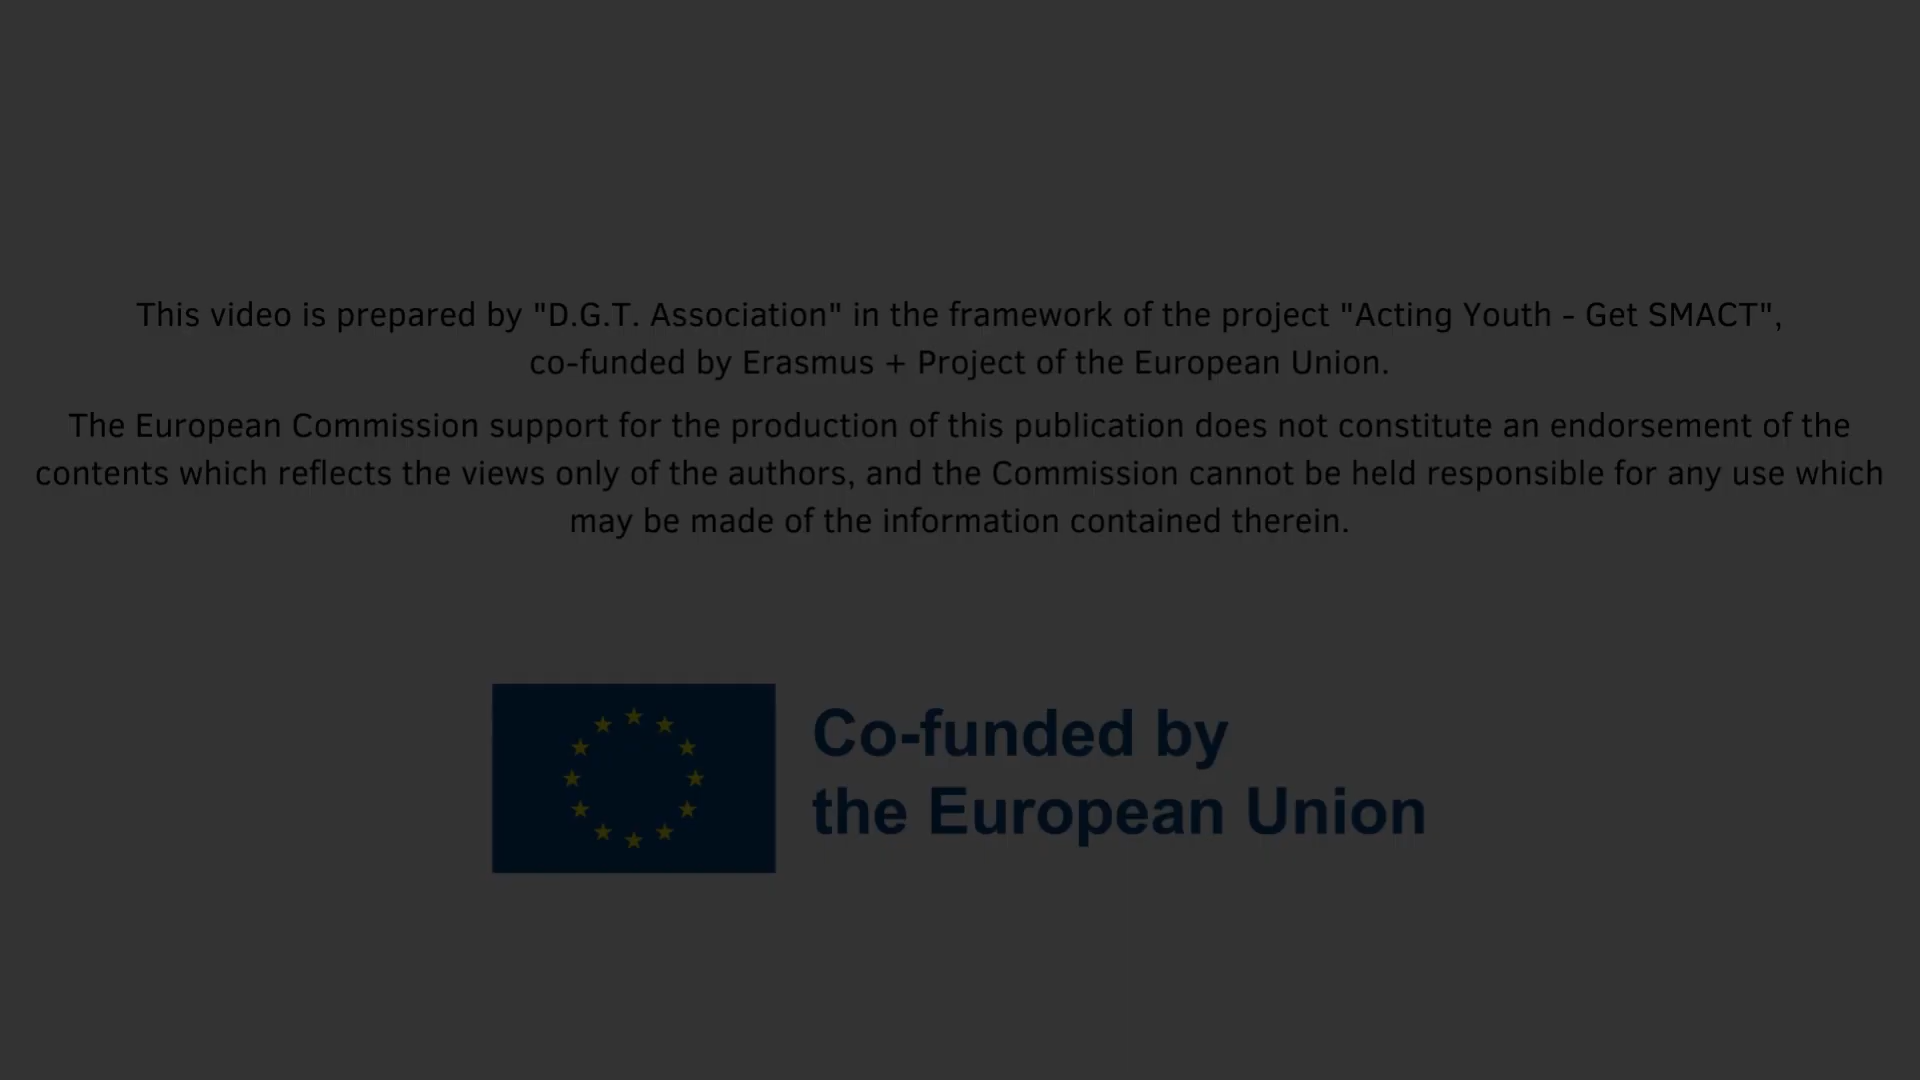 This video is prepared by "D.G.T. Association" in the framework of the project "Acting Youth - Get SMACT",
co-funded by Erasmus + Project of the European Union.
The European Commission support for the production of this publication does not constitute an endorsement of the
contents which reflects the views only of the authors, and the Commission cannot be held responsible for any use which
may be made of the information contained therein.
Co-funded by
the European Union